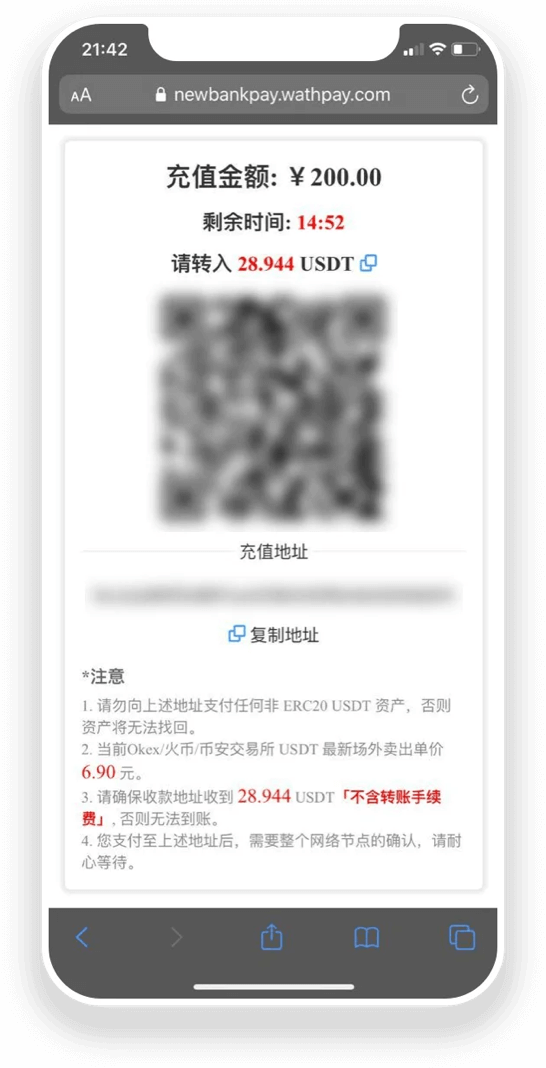 21:42
AA newbankpay.wathpay.com
充值金额: ￥200.00
剩余时间: 14:52
请转入 28.944 USDT
充值地址
复制地址
*注意
1. 请勿向上述地址支付任何非 ERC20 USDT 资产，否则
资产将无法找回。
2. 当前Okex/火币/币安交易所 USDT 最新场外卖出单价
6.90 元。
3. 请确保收款地址收到 28.944 USDT「不含转账手续
费」, 否则无法到账。
4. 您支付至上述地址后，需要整个网络节点的确认，请耐
心等待。